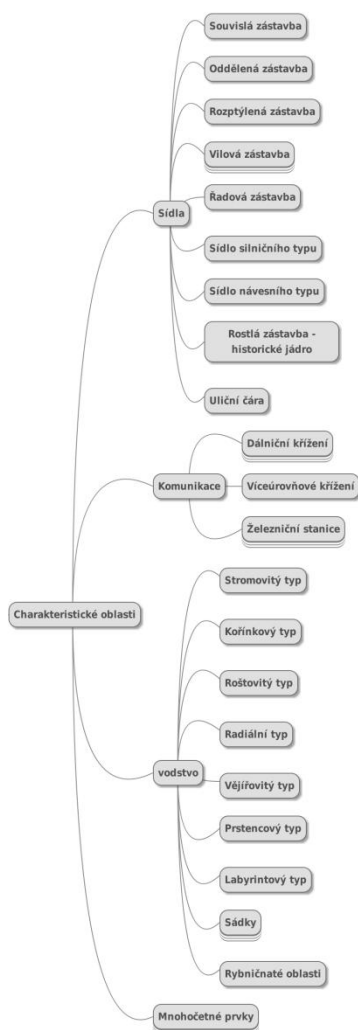 Souvislá zástavba
Oddělená zástavba
Rozptýlená zástavba
Vilová zástavba
Řadová zástavba
Sídla
Sídlo silničního typu
Sídlo návesního typu
Rostlá zástavba -
historické jádro
Uliční čára
Dálniční křížení
Komunikace
Víceúrovňové křížení
Železniční stanice
Stromovitý typ
Charakteristické oblasti
Kořínkový typ
Roštovitý typ
Radiální typ
vodstvo
Vějířovitý typ
Prstencový typ
Labyrintový typ
Sádky
Rybničnaté oblasti
Mnohočetné prvky